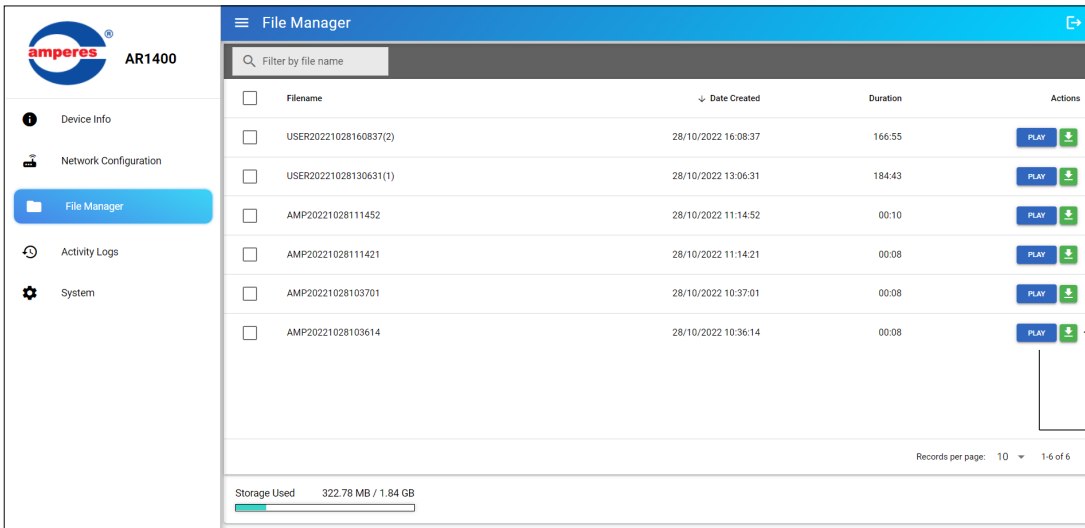 amperes ®
AR1400
Device Info
Network Configuration
File Manager
Activity Logs
System
File Manager
Filter by file name
Filename Date Created Duration Actions
USER20221028160837(2) 28/10/2022 16:08:37 166:55 PLAY
USER20221028130631(1) 28/10/2022 13:06:31 184:43 PLAY
AMP20221028111452 28/10/2022 11:14:52 00:10 PLAY
AMP20221028111421 28/10/2022 11:14:21 00:08 PLAY
AMP20221028103701 28/10/2022 10:37:01 00:08 PLAY
AMP20221028103614 28/10/2022 10:36:14 00:08 PLAY
Records per page: 10 1-6 of 6
Storage Used 322.78 MB / 1.84 GB